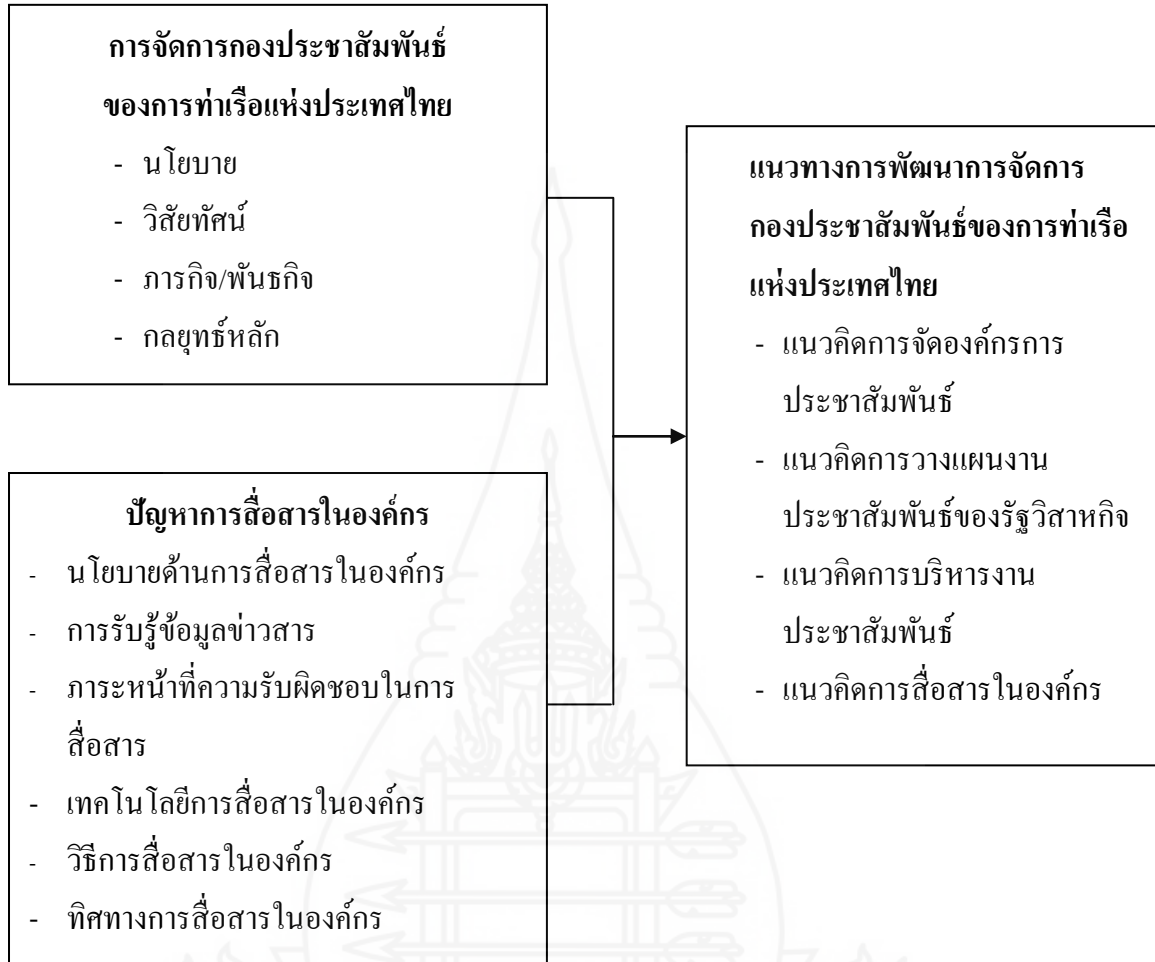 การจัดการกองประชาสัมพันธ์
ของการท่าเรือแห่งประเทศไทย
- นโยบาย
- วิสัยทัศน์
- ภารกิจ/พันธกิจ
- กลยุทธ์หลัก
ปัญหาการสื่อสารในองค์กร
- นโยบายด้านการสื่อสารในองค์กร
- การรับรู้ข้อมูลข่าวสาร
- ภาระหน้าที่ความรับผิดชอบในการ
สื่อสาร
- เทคโนโลยีการสื่อสารในองค์กร
- วิธีการสื่อสารในองค์กร
- ทิศทางการสื่อสารในองค์กร
แนวทางการพัฒนาการจัดการ
กองประชาสัมพันธ์ของการท่าเรือ
แห่งประเทศไทย
- แนวคิดการจัดองค์กรการ
ประชาสัมพันธ์
- แนวคิดการวางแผนงาน
ประชาสัมพันธ์ของรัฐวิสาหกิจ
- แนวคิดการบริหารงาน
ประชาสัมพันธ์
- แนวคิดการสื่อสารในองค์กร